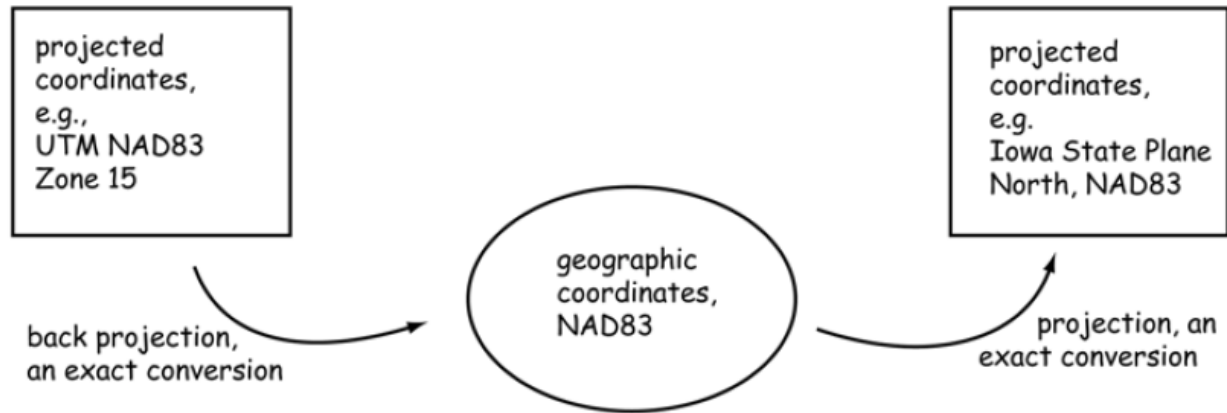 projected
coordinates,
e.g.,
UTM NAD83
Zone 15
projected
coordinates,
e.g.
Iowa State Plane
North, NAD83
geographic
coordinates,
NAD83
back projection,
an exact conversion
projection, an
exact conversion